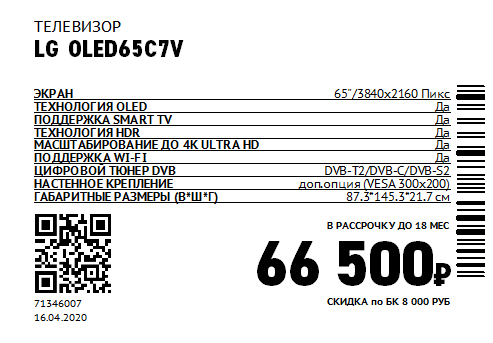 ТЕЛЕВИЗОР
LG OLED65C7V
ЭКРАН 65"/3840x2160 Пикс
ТЕХНОЛОГИЯ OLED Да
ПОДДЕРЖКА SMART TV Да
ТЕХНОЛОГИЯ HDR Да
МАСШТАБИРОВАНИЕ ДО 4K ULTRA HD Да
ПОДДЕРЖКА WI-FI Да
ЦИФРОВОЙ ТЮНЕР DVB DVB-T2/DVB-C/DVB-S2
НАСТЕННОЕ КРЕПЛЕНИЕ доп.опция (VESA 300x200)
ГАБАРИТНЫЕ РАЗМЕРЫ (В*Ш*Г) 87.3*145.3*21.7 см
В РАССРОЧКУ ДО 18 МЕС
66 500₽
СКИДКА по БК 8 000 РУБ
71346007
16.04.2020